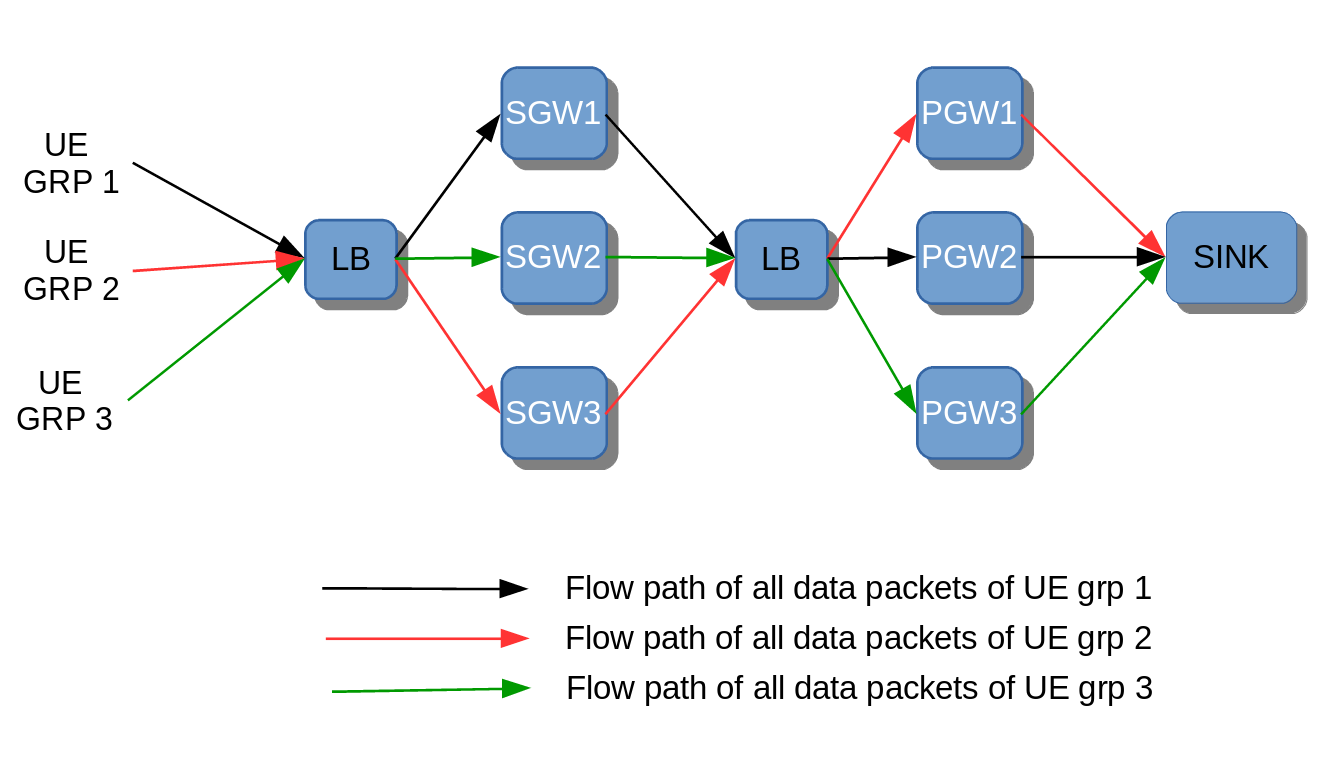 UE
GRP 1
UE
GRP 2
UE
GRP 3
LB
SGW1
SGW2
SGW3
LB
PGW1
PGW2
PGW3
SINK
Flow path of all data packets of UE grp 1
Flow path of all data packets of UE grp 2
Flow path of all data packets of UE grp 3